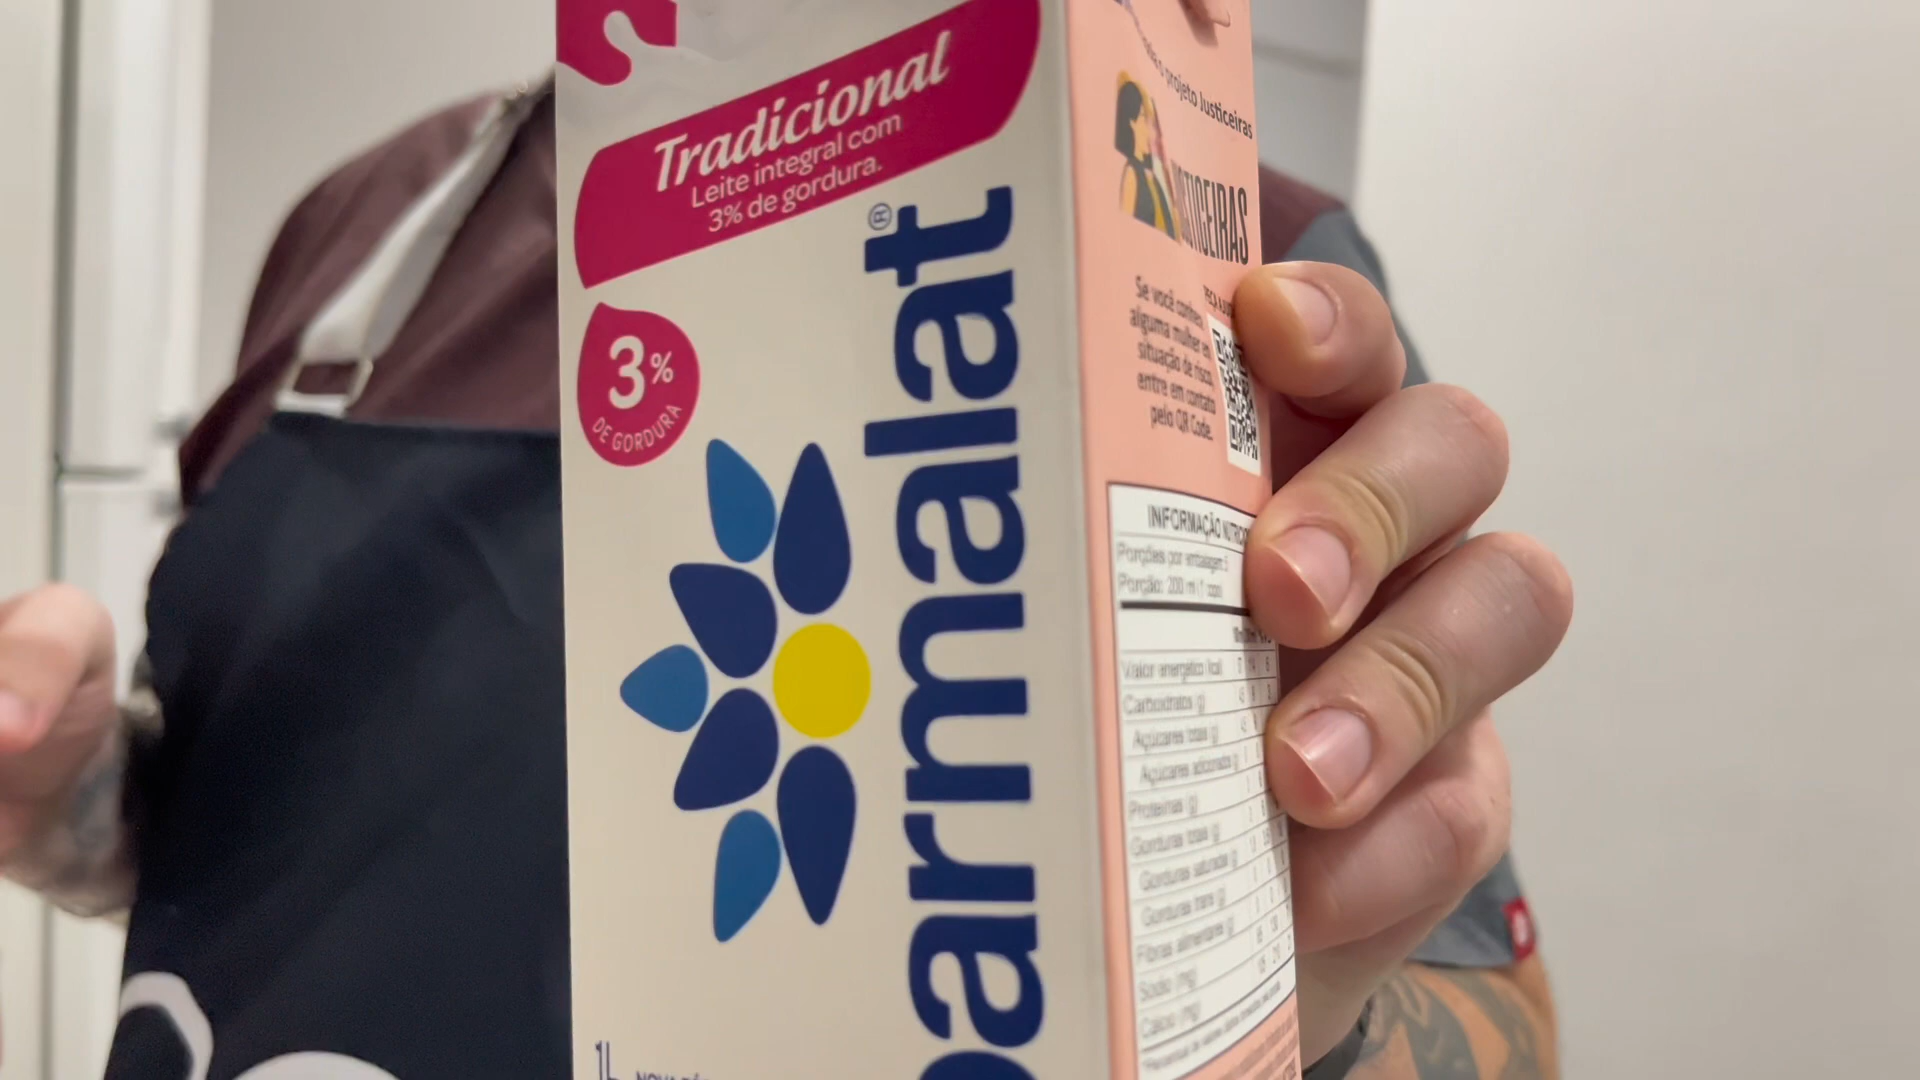 Tradicional
Leite integral com
3% de gordura.
3%
DE GORDURA
parmalat®
1L
projeto Justiceiras
JUSTICEIRAS
Se você conhece
alguma mulher em
situação de risco,
entre em contato
pelo QR Code.
INFORMAÇÃO
Porções por embalagem: 5
Porção: 200 ml (1 copo)
Valor energético (kcal)
Carboidratos (g)
Açúcares totais (g)
Açúcares adicionados (g)
Proteínas (g)
Gorduras totais (g)
Gorduras saturadas (g)
Gorduras trans (g)
Fibras alimentares (g)
Sódio (mg)
Cálcio (mg)